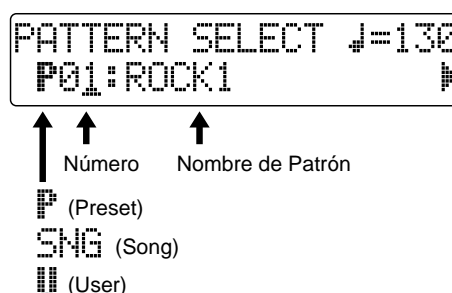 PATTERN SELECT ♩=130
P01:ROCK1
Número Nombre de Patrón
P (Preset)
SNG (Song)
(User)